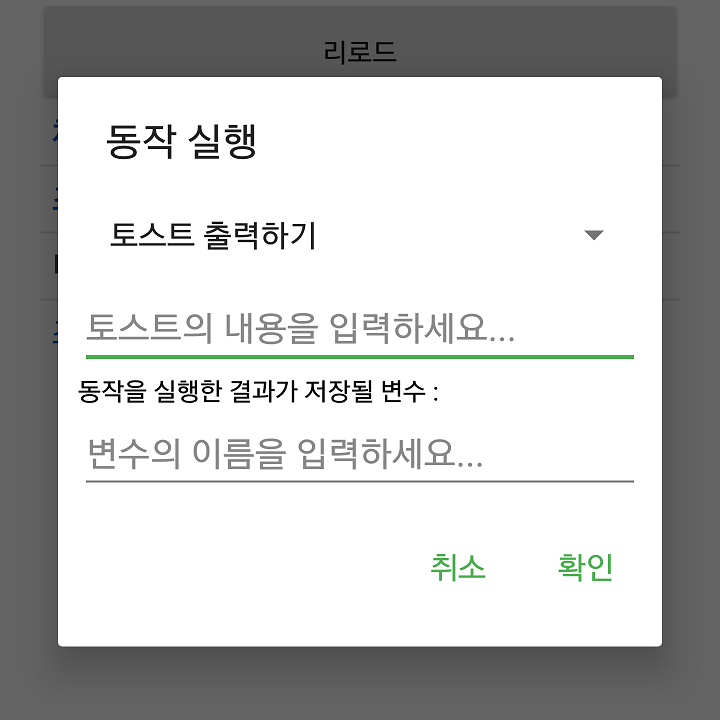 리로드
동작 실행
토스트 출력하기
토스트의 내용을 입력하세요...
동작을 실행한 결과가 저장될 변수 :
변수의 이름을 입력하세요...
취소 확인